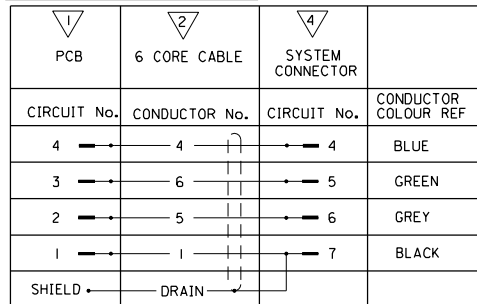 1 2 4
PCB 6 CORE CABLE SYSTEM CONNECTOR
CIRCUIT No. CONDUCTOR No. CIRCUIT No. CONDUCTOR COLOUR REF
4 4 4 BLUE
3 6 5 GREEN
2 5 6 GREY
1 1 7 BLACK
SHIELD DRAIN